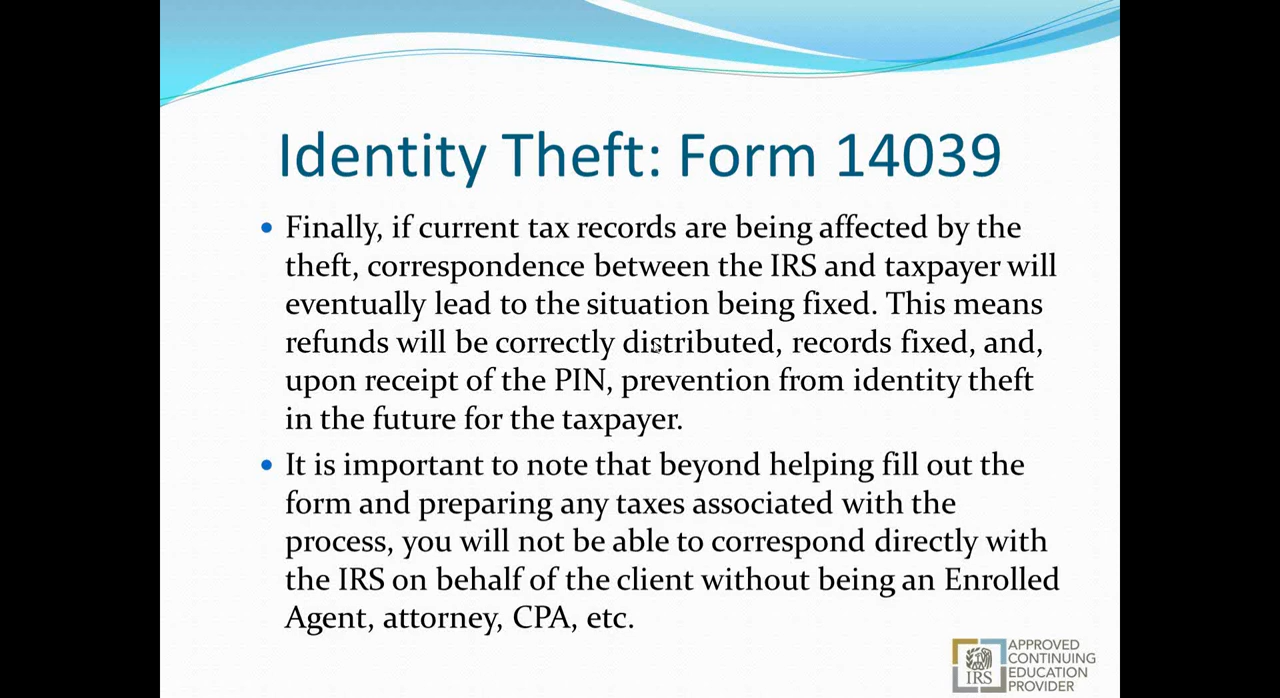 Identity Theft: Form 14039
• Finally, if current tax records are being affected by the
theft, correspondence between the IRS and taxpayer will
eventually lead to the situation being fixed. This means
refunds will be correctly distributed, records fixed, and,
upon receipt of the PIN, prevention from identity theft
in the future for the taxpayer.
• It is important to note that beyond helping fill out the
form and preparing any taxes associated with the
process, you will not be able to correspond directly with
the IRS on behalf of the client without being an Enrolled
Agent, attorney, CPA, etc.
IRS
APPROVED
CONTINUING
EDUCATION
PROVIDER